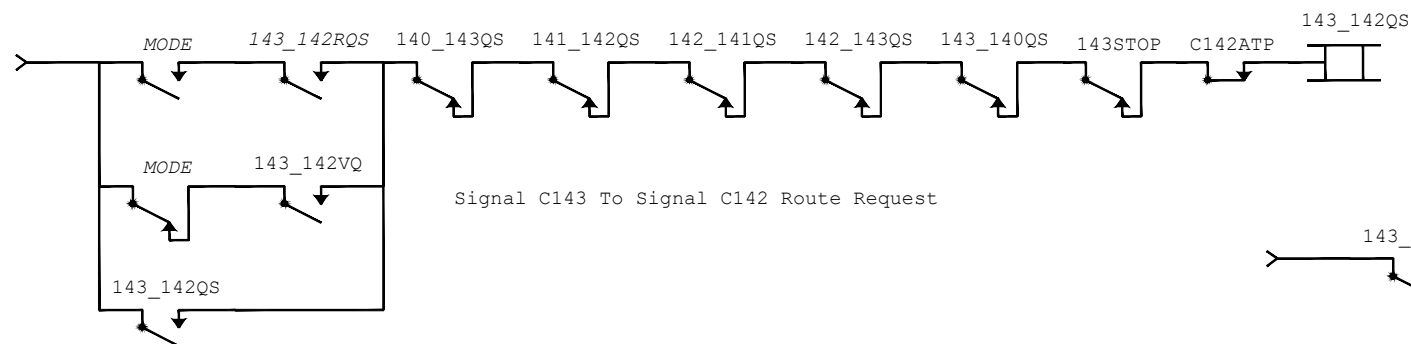 143_142QS
MODE 143_142RQS 140_143QS 141_142QS 142_141QS 142_143QS 143_140QS 143STOP C142ATP
MODE 143_142VQ
Signal C143 To Signal C142 Route Request
143_
143_142QS